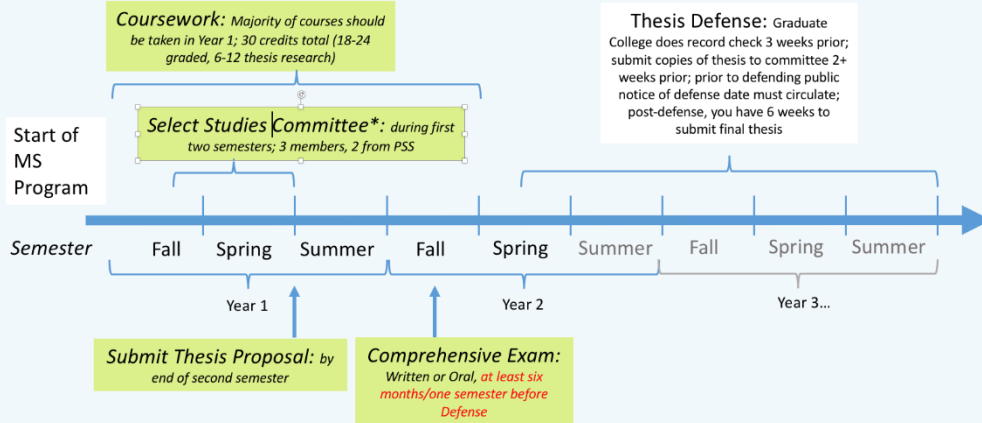 Coursework: Majority of courses should
be taken in Year 1; 30 credits total (18-24
graded, 6-12 thesis research)
Thesis Defense: Graduate
College does record check 3 weeks prior;
submit copies of thesis to committee 2+
weeks prior; prior to defending public
notice of defense date must circulate;
post-defense, you have 6 weeks to
submit final thesis
Select Studies Committee*: during first
two semesters; 3 members, 2 from PSS
Start of
MS
Program
Semester Fall Spring Summer Fall Spring Summer Fall Spring Summer
Year 1 Year 2 Year 3...
Submit Thesis Proposal: by
end of second semester
Comprehensive Exam:
Written or Oral, at least six
months/one semester before
Defense